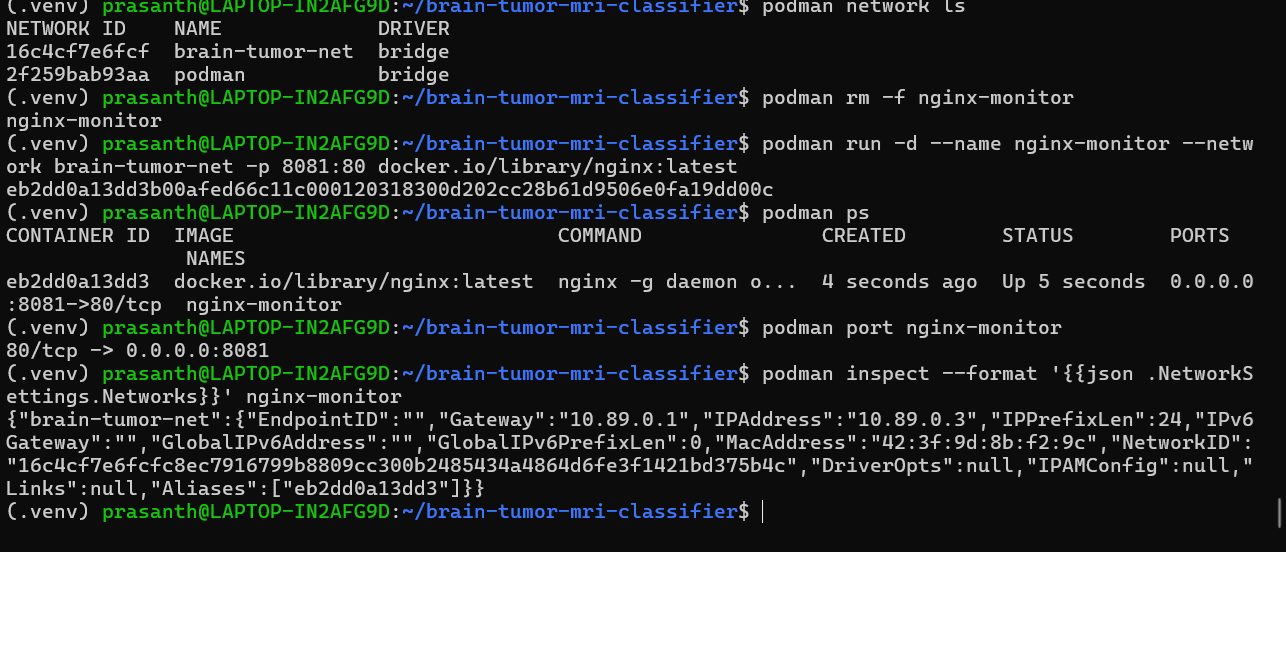 (.venv) prasanth@LAPTOP-IN2AFG9D:~/brain-tumor-mri-classifier$ podman network ls
NETWORK ID    NAME             DRIVER
16c4cf7e6fcf  brain-tumor-net  bridge
2f259bab93aa  podman           bridge
(.venv) prasanth@LAPTOP-IN2AFG9D:~/brain-tumor-mri-classifier$ podman rm -f nginx-monitor
nginx-monitor
(.venv) prasanth@LAPTOP-IN2AFG9D:~/brain-tumor-mri-classifier$ podman run -d --name nginx-monitor --netw
ork brain-tumor-net -p 8081:80 docker.io/library/nginx:latest
eb2dd0a13dd3b00afed66c11c000120318300d202cc28b61d9506e0fa19dd00c
(.venv) prasanth@LAPTOP-IN2AFG9D:~/brain-tumor-mri-classifier$ podman ps
CONTAINER ID  IMAGE                           COMMAND               CREATED        STATUS        PORTS
               NAMES
eb2dd0a13dd3  docker.io/library/nginx:latest  nginx -g daemon o...  4 seconds ago  Up 5 seconds  0.0.0.0
:8081->80/tcp  nginx-monitor
(.venv) prasanth@LAPTOP-IN2AFG9D:~/brain-tumor-mri-classifier$ podman port nginx-monitor
80/tcp -> 0.0.0.0:8081
(.venv) prasanth@LAPTOP-IN2AFG9D:~/brain-tumor-mri-classifier$ podman inspect --format '{{json .NetworkS
ettings.Networks}}' nginx-monitor
{"brain-tumor-net":{"EndpointID":"","Gateway":"10.89.0.1","IPAddress":"10.89.0.3","IPPrefixLen":24,"IPv6
Gateway":"","GlobalIPv6Address":"","GlobalIPv6PrefixLen":0,"MacAddress":"42:3f:9d:8b:f2:9c","NetworkID":
"16c4cf7e6fcfc8ec7916799b8809cc300b2485434a4864d6fe3f1421bd375b4c","DriverOpts":null,"IPAMConfig":null,"
Links":null,"Aliases":["eb2dd0a13dd3"]}}
(.venv) prasanth@LAPTOP-IN2AFG9D:~/brain-tumor-mri-classifier$